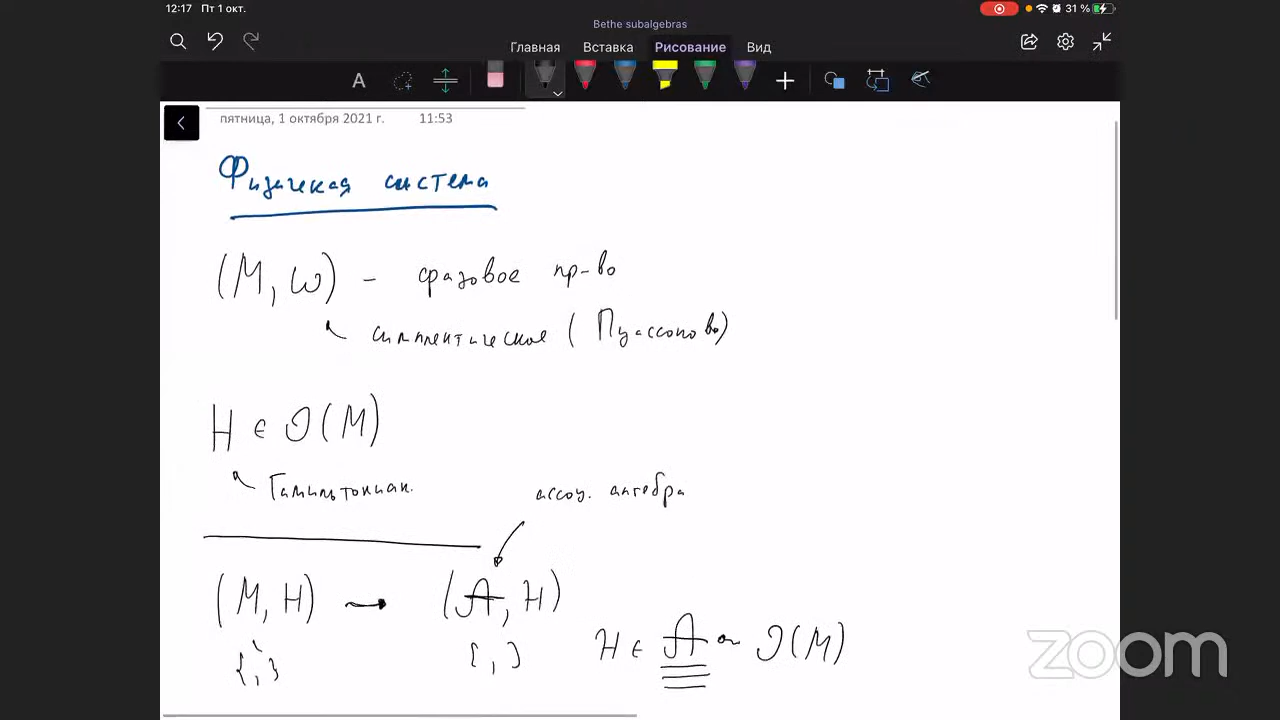 12:17 Пт 1 окт. 31 %
Bethe subalgebras
Главная Вставка Рисование Вид
A
пятница, 1 октября 2021 г. 11:53
Физическая система
(M, ω) – фазовое пр-во
симплектическое (Пуассоново)
H ∈ O(M)
Гамильтониан.
ассоц. алгебра
(M, H) → (A, H)
H ∈ A ~ O(M)
{,} [,]
zoom